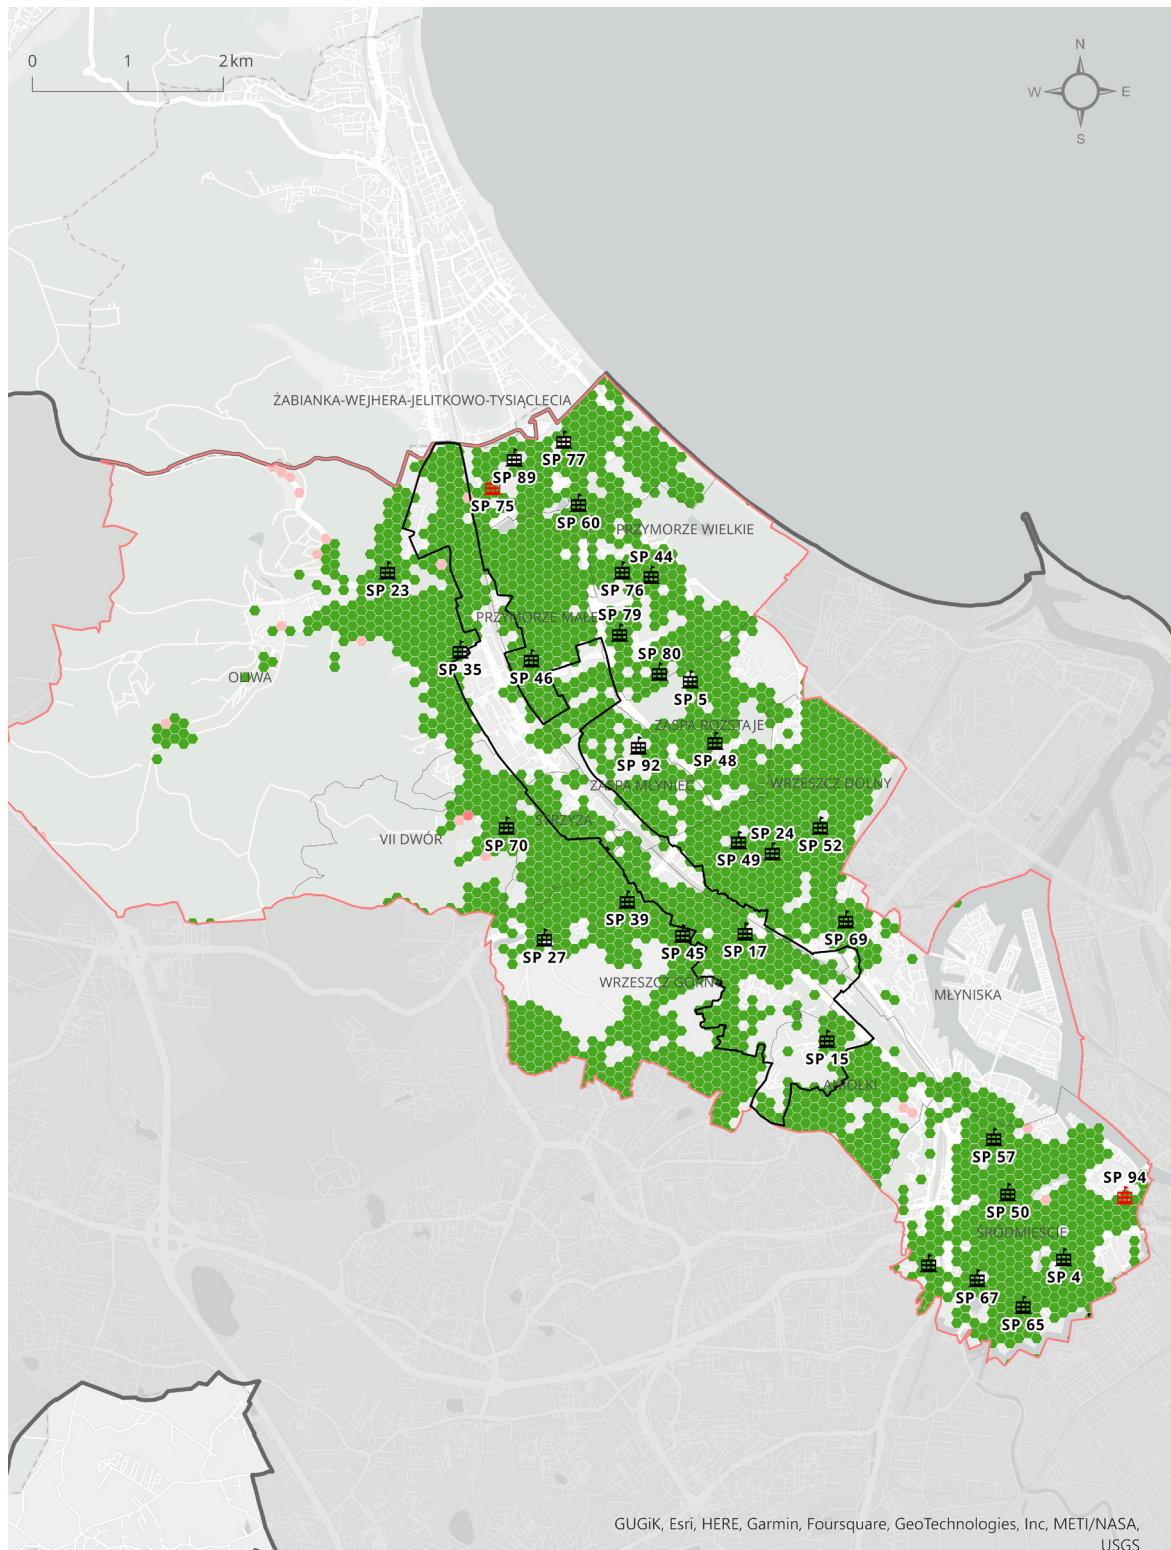 0 1 2 km
N
W E
S
ŻABIANKA-WEJHERA-JELITKOWO-TYSIĄCLECIA
SP 77
SP 89
SP 75
SP 60
PRZYMORZE WIELKIE
SP 44
SP 76
SP 23
PRZYMORZE MAŁE
SP 79
SP 80
SP 35
SP 46
OLIWA
SP 5
ZASPA ROZSTAJE
SP 48
SP 92
ZASPA MŁYNIEC
WRZESZCZ DOLNY
STRZYŻA
VII DWÓR
SP 70
SP 24
SP 52
SP 49
SP 39
SP 69
SP 45
SP 17
SP 27
WRZESZCZ GÓRN
MŁYNISKA
SP 15
ANIOŁKI
SP 57
SP 94
SP 50
ŚRÓDMIEŚCIE
SP 4
SP 67
SP 65
GUGiK, Esri, HERE, Garmin, Foursquare, GeoTechnologies, Inc, METI/NASA,
USGS